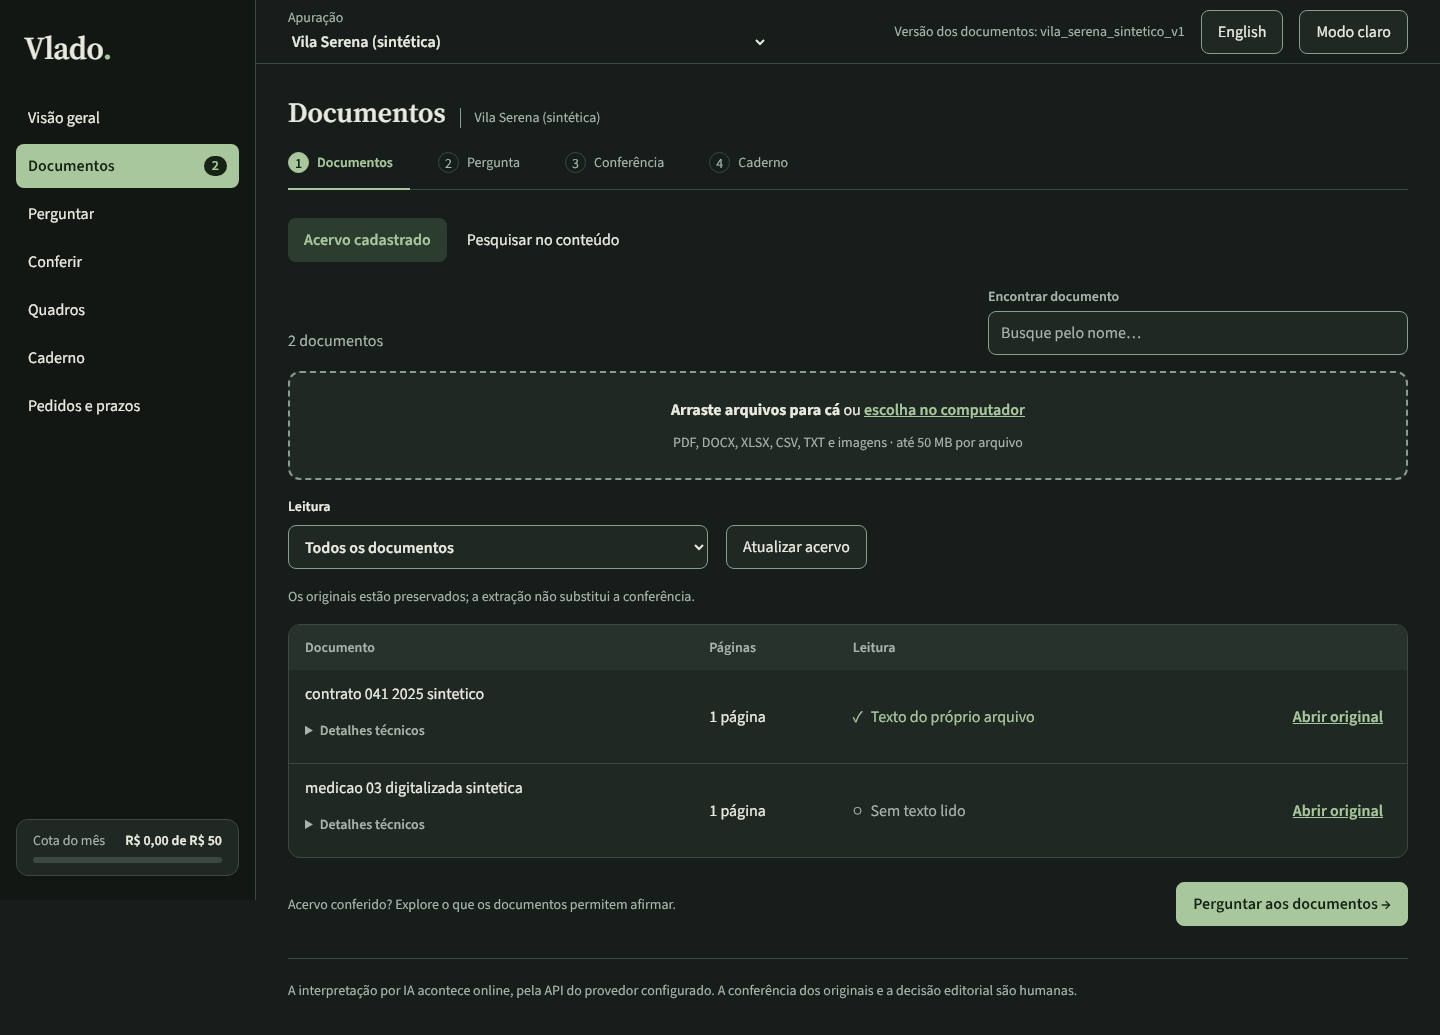 Vlado.
Visão geral
Documentos 2
Perguntar
Conferir
Quadros
Caderno
Pedidos e prazos
Cota do mês R$ 0,00 de R$ 50
Apuração
Vila Serena (sintética)
Versão dos documentos: vila_serena_sintetico_v1
English
Modo claro
Documentos
Vila Serena (sintética)
1 Documentos
2 Pergunta
3 Conferência
4 Caderno
Acervo cadastrado
Pesquisar no conteúdo
Encontrar documento
2 documentos
Busque pelo nome…
Arraste arquivos para cá ou escolha no computador
PDF, DOCX, XLSX, CSV, TXT e imagens · até 50 MB por arquivo
Leitura
Todos os documentos
Atualizar acervo
Os originais estão preservados; a extração não substitui a conferência.
Documento Páginas Leitura
contrato 041 2025 sintetico
Detalhes técnicos
1 página
✓ Texto do próprio arquivo
Abrir original
medicao 03 digitalizada sintetica
Detalhes técnicos
1 página
○ Sem texto lido
Abrir original
Acervo conferido? Explore o que os documentos permitem afirmar.
Perguntar aos documentos →
A interpretação por IA acontece online, pela API do provedor configurado. A conferência dos originais e a decisão editorial são humanas.